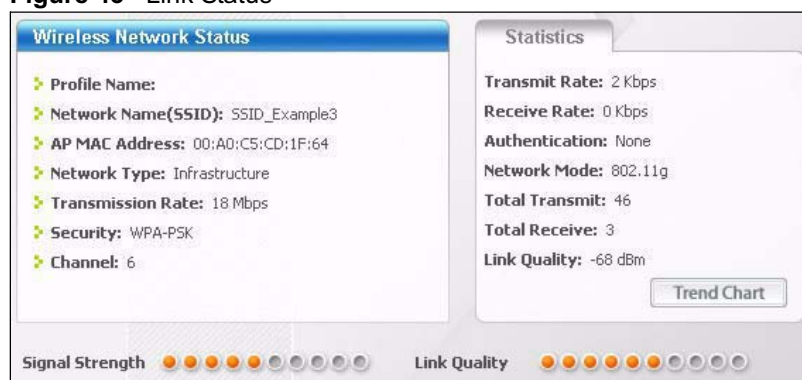 Link Status
Wireless Network Status
Profile Name:
Network Name(SSID): SSID_Example3
AP MAC Address: 00:A0:C5:CD:1F:64
Network Type: Infrastructure
Transmission Rate: 18 Mbps
Security: WPA-PSK
Channel: 6
Statistics
Transmit Rate: 2 Kbps
Receive Rate: 0 Kbps
Authentication: None
Network Mode: 802.11g
Total Transmit: 46
Total Receive: 3
Link Quality: -68 dBm
Trend Chart
Signal Strength
Link Quality